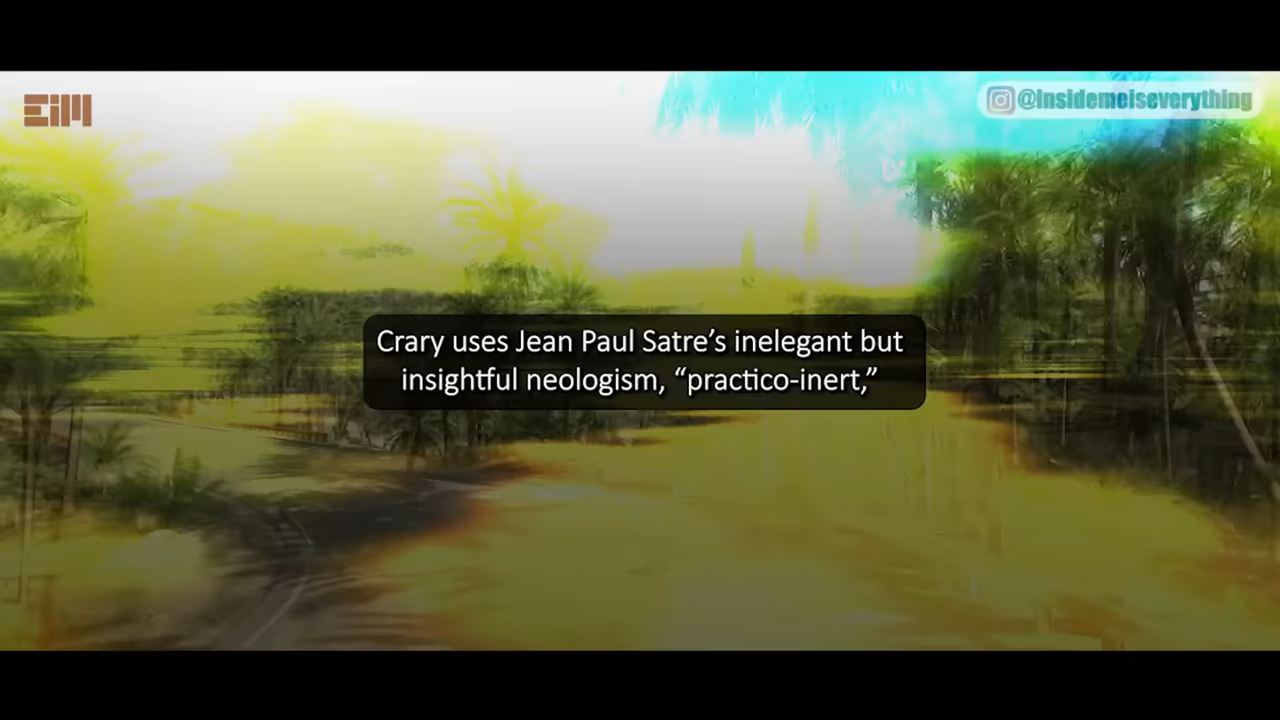 EiM
@Insidemeiseverything
Crary uses Jean Paul Satre’s inelegant but
insightful neologism, “practico-inert,”